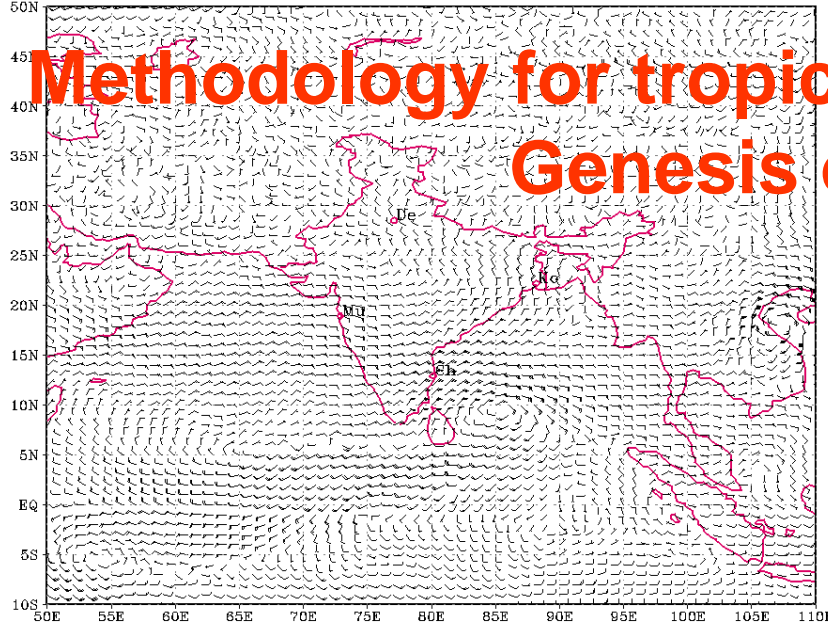 50N
45N
Methodology for tropic
40N
35N
Genesis
30N
De
25N
Ko
20N
Mu
15N
Ch
10N
5N
EQ
5S
10S
50E 55E 60E 65E 70E 75E 80E 85E 90E 95E 100E 105E 110E